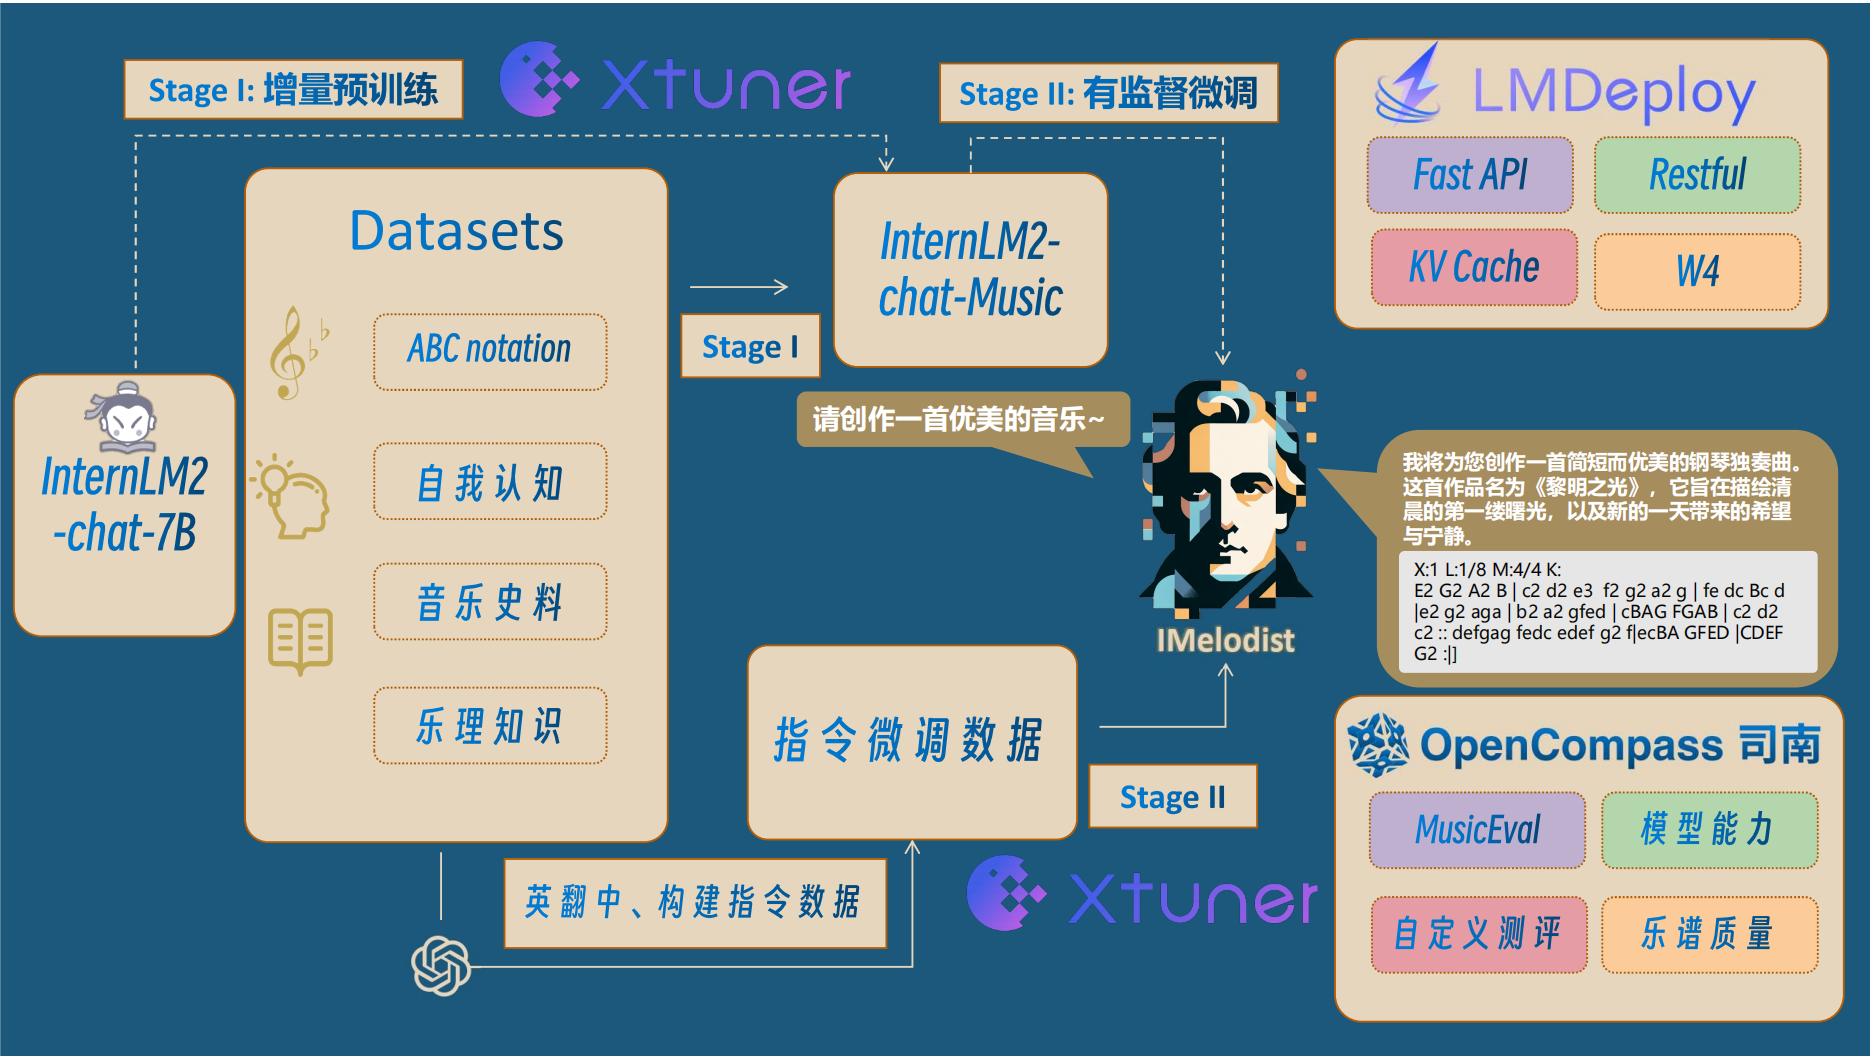 Stage I: 增量预训练
Xtuner
Stage II: 有监督微调
LMDeploy
Fast API
Restful
KV Cache
W4
Datasets
ABC notation
自我认知
音乐史料
乐理知识
InternLM2
-chat-7B
Stage I
InternLM2-
chat-Music
请创作一首优美的音乐~
IMelodist
我将为您创作一首简短而优美的钢琴独奏曲。
这首作品名为《黎明之光》，它旨在描绘清
晨的第一缕曙光，以及新的一天带来的希望
与宁静。
X:1 L:1/8 M:4/4 K:
E2 G2 A2 B | c2 d2 e3  f2 g2 a2 g | fe dc Bc d
|e2 g2 aga | b2 a2 gfed | cBAG FGAB | c2 d2
c2 :: defgag fedc edef g2 f|ecBA GFED |CDEF
G2 :|]
指令微调数据
Stage II
英翻中、构建指令数据
Xtuner
OpenCompass 司南
MusicEval
模型能力
自定义测评
乐谱质量